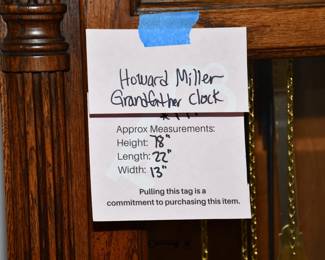 Howard Miller
Grandfather Clock
Approx Measurements:
Height: 78"
Length: 22"
Width: 13"
Pulling this tag is a
commitment to purchasing this item.